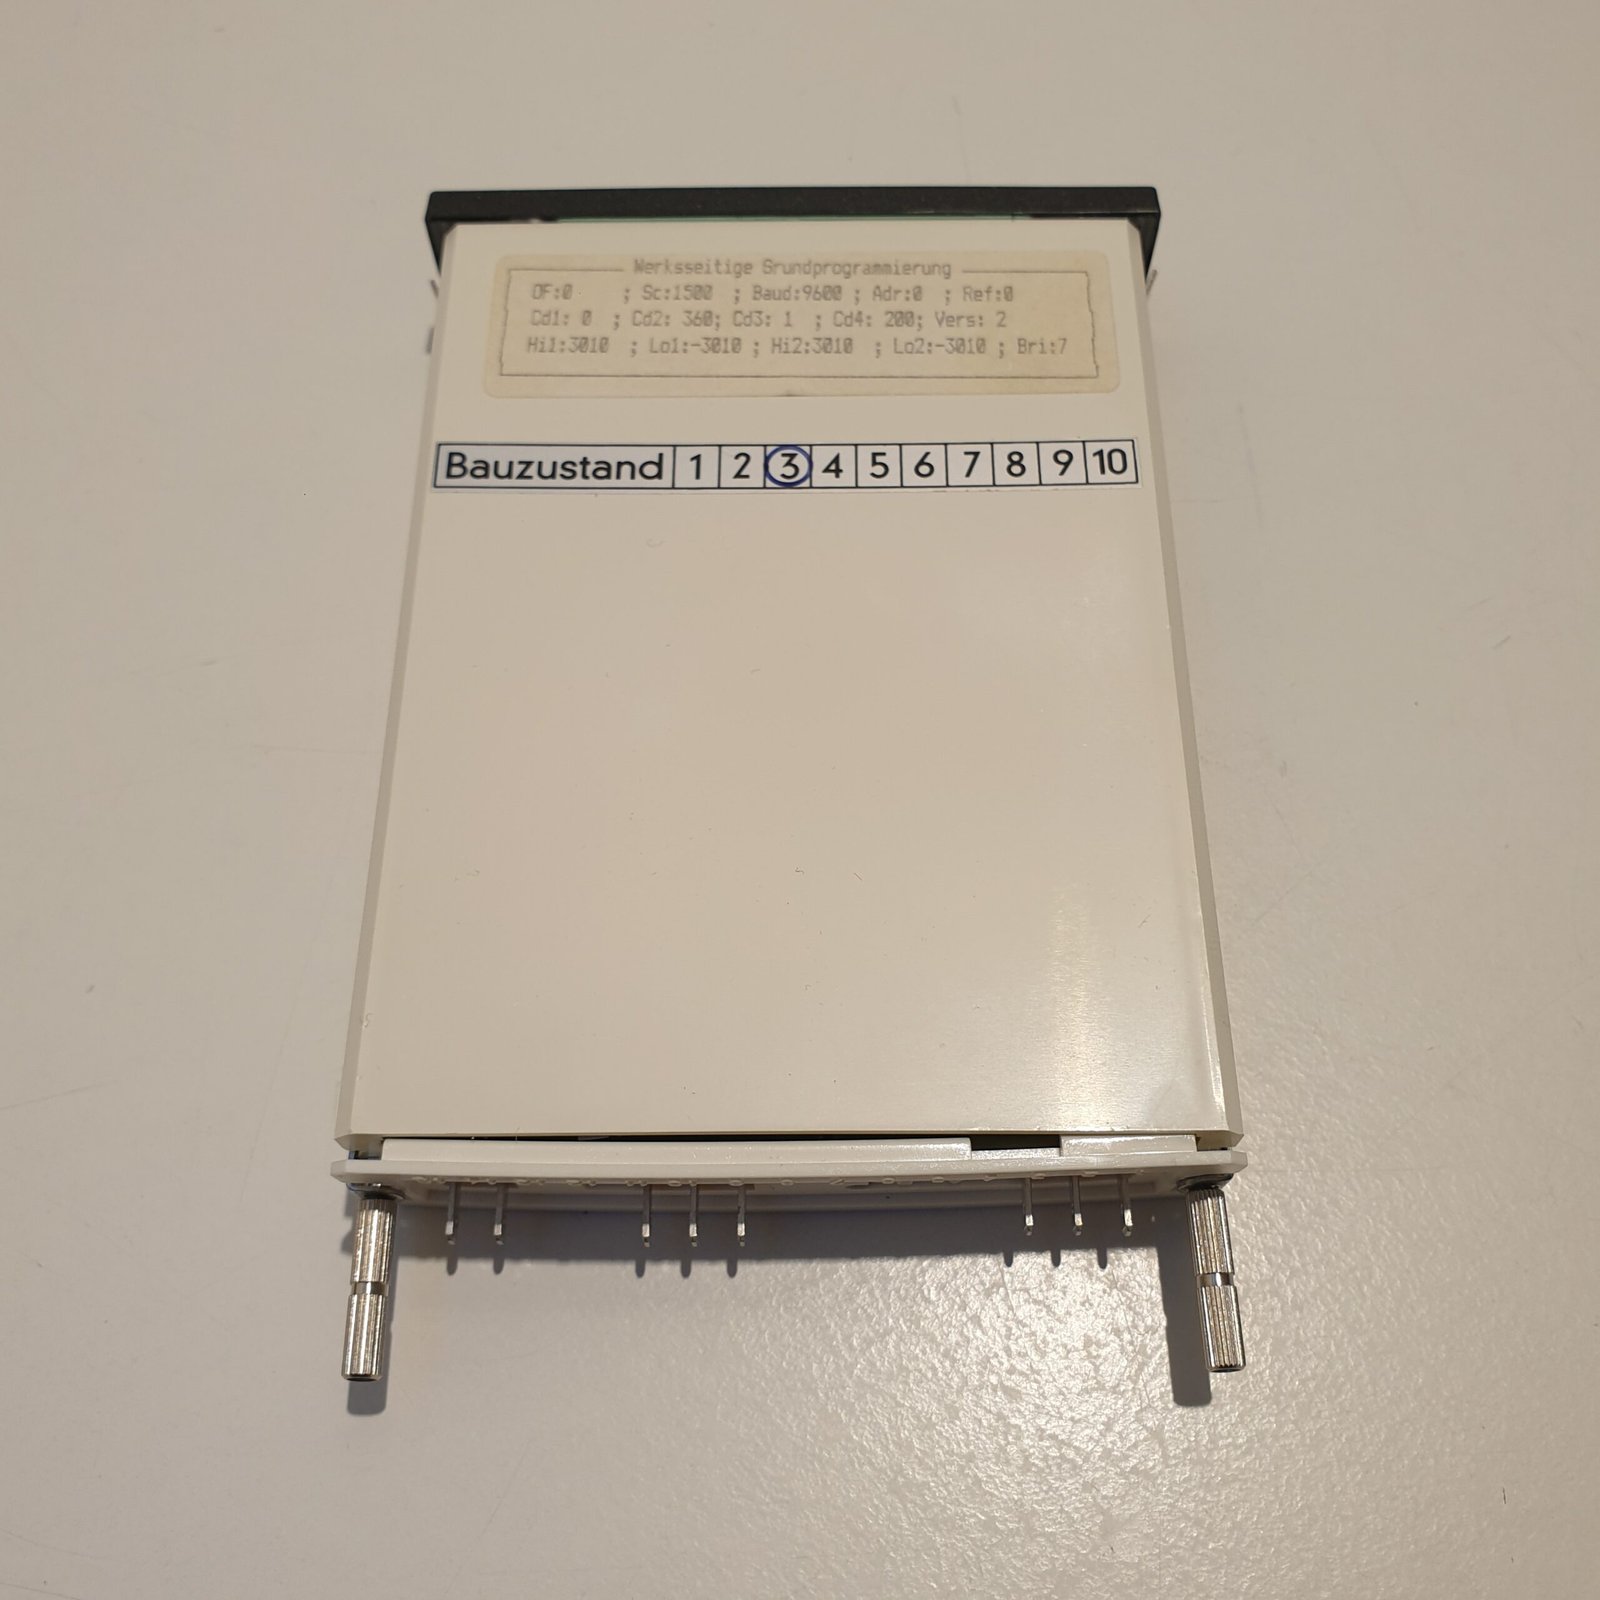 Werksseitige Grundprogrammierung
OF:0 ; Sc:1500 ; Baud:9600 ; Adr:0 ; Ref:0
Cd1: 0 ; Cd2: 360; Cd3: 1 ; Cd4: 200; Vers: 2
Hi1:3010 ; Lo1:-3010 ; Hi2:3010 ; Lo2:-3010 ; Bri:7
Bauzustand 1 2 3 4 5 6 7 8 9 10